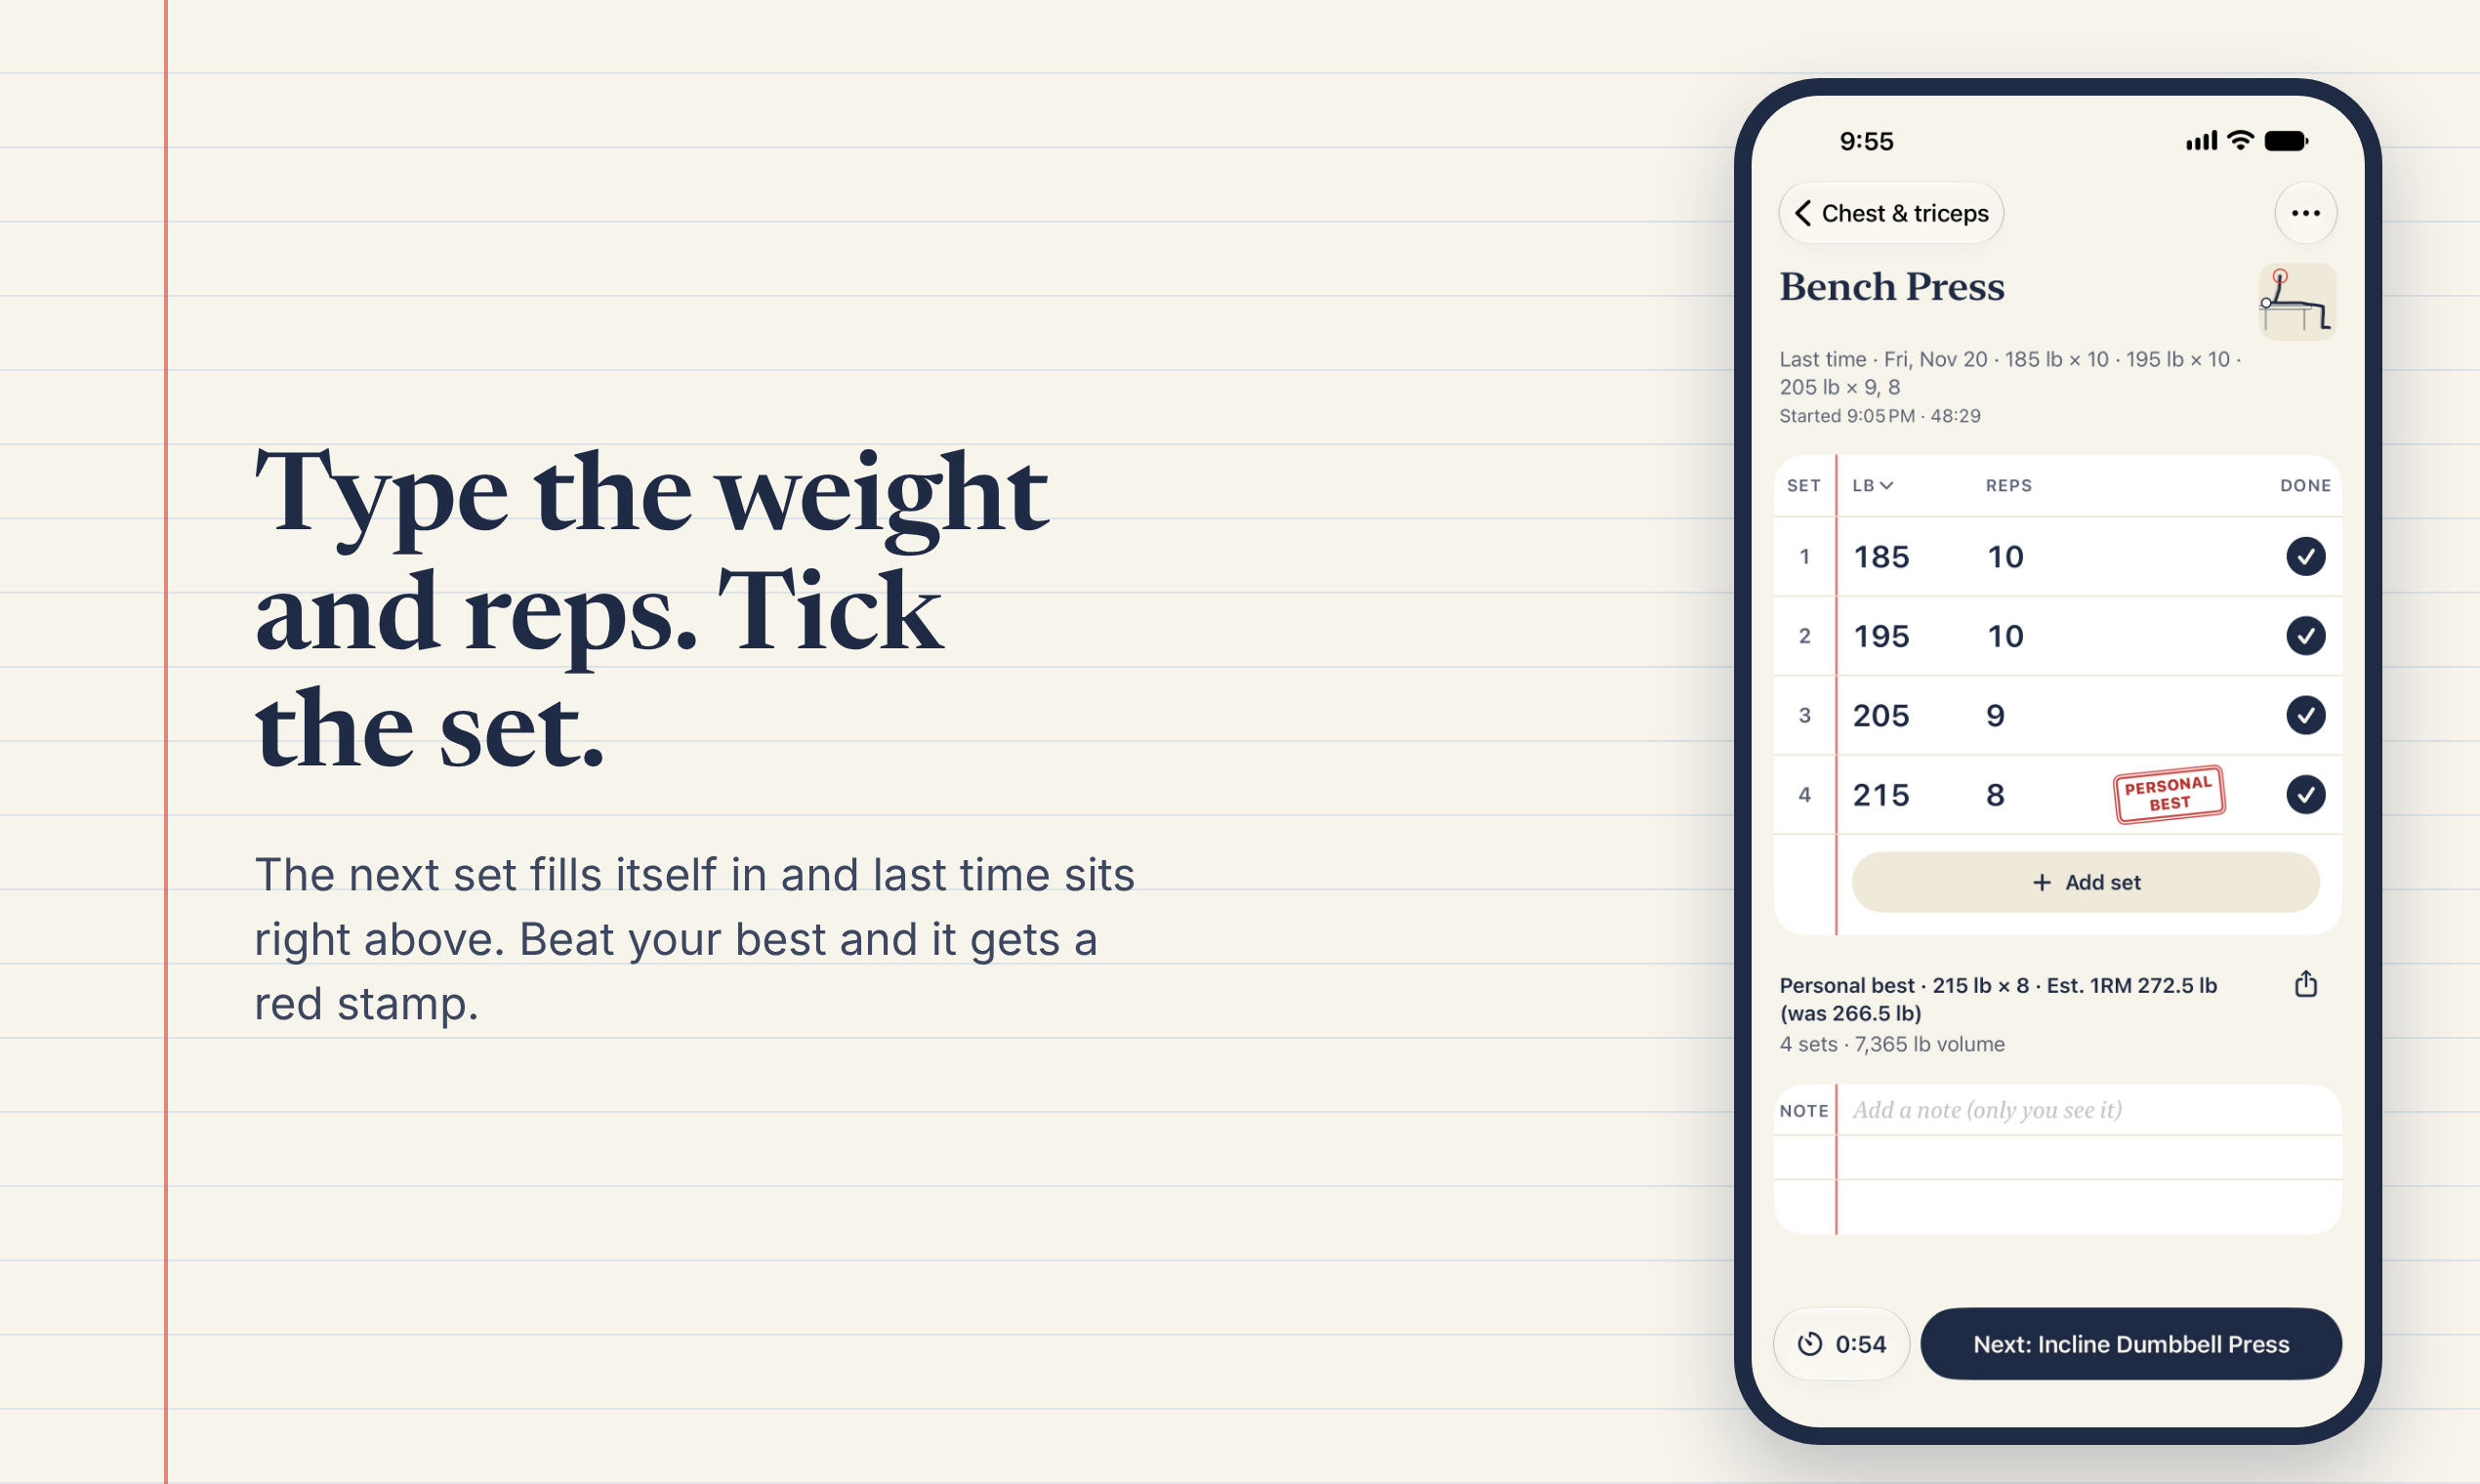 Type the weight
and reps. Tick
the set.
The next set fills itself in and last time sits
right above. Beat your best and it gets a
red stamp.
9:55
Chest & triceps
Bench Press
Last time · Fri, Nov 20 · 185 lb × 10 · 195 lb × 10 ·
205 lb × 9, 8
Started 9:05 PM · 48:29
SET LB REPS DONE
1 185 10
2 195 10
3 205 9
4 215 8 PERSONAL BEST
+ Add set
Personal best · 215 lb × 8 · Est. 1RM 272.5 lb
(was 266.5 lb)
4 sets · 7,365 lb volume
NOTE Add a note (only you see it)
0:54 Next: Incline Dumbbell Press